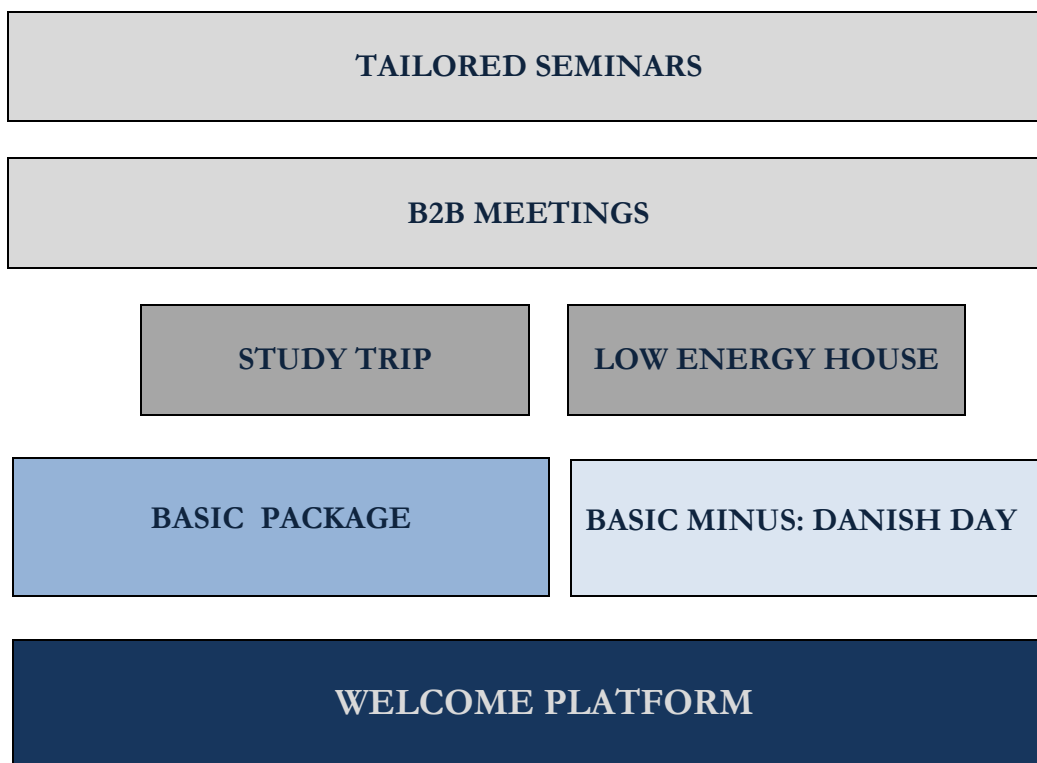 TAILORED SEMINARS
B2B MEETINGS
STUDY TRIP
LOW ENERGY HOUSE
BASIC PACKAGE
BASIC MINUS: DANISH DAY
WELCOME PLATFORM